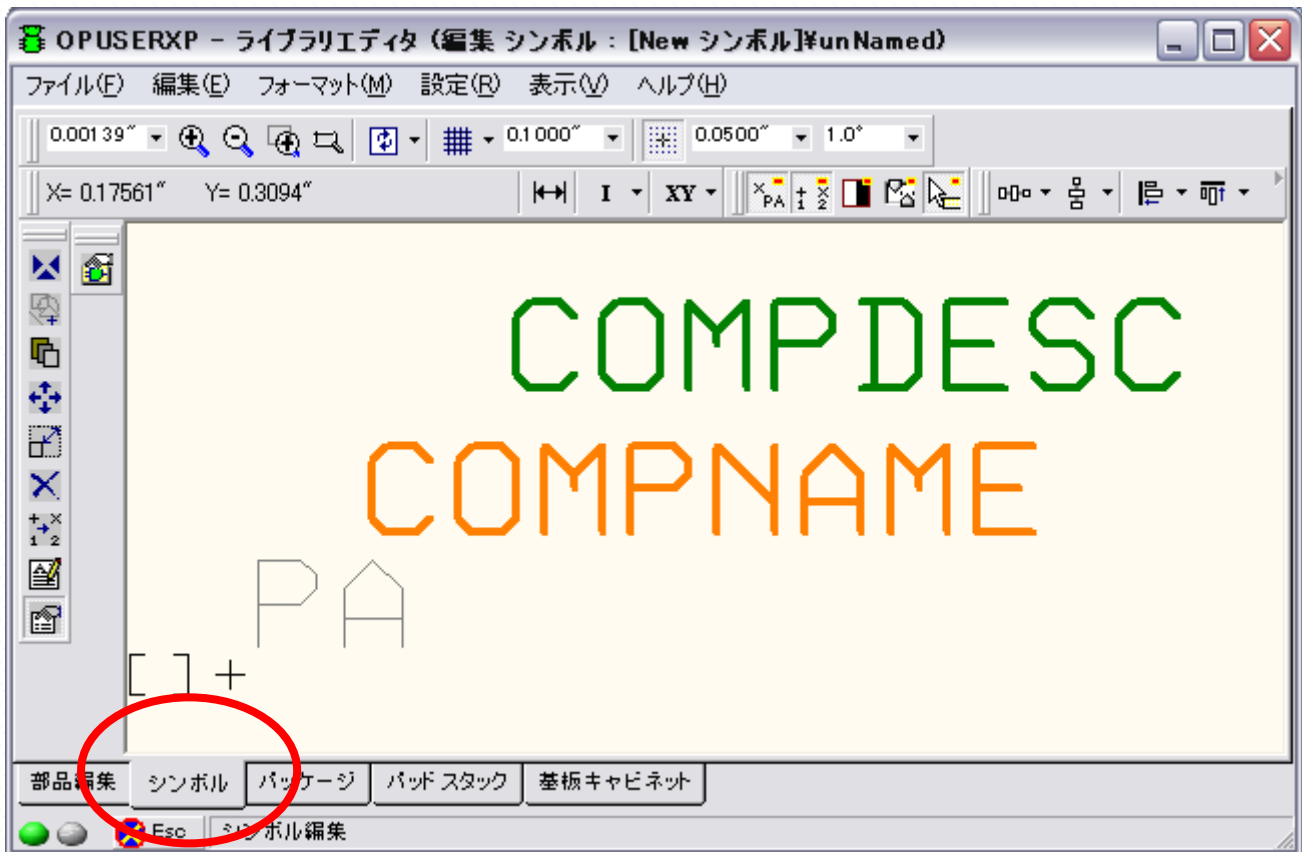 OPUSERXP - ライブラリエディタ (編集 シンボル : [New シンボル]¥unNamed)
ファイル(F) 編集(E) フォーマット(M) 設定(R) 表示(V) ヘルプ(H)
0.00139" 0.1000" 0.0500" 1.0°
X= 0.17561" Y= 0.3094" I XY PA + × 1 2
COMPDESC
COMPNAME
PA
[ ] +
部品編集 シンボル パッケージ パッド スタック 基板キャビネット
Esc シンボル編集